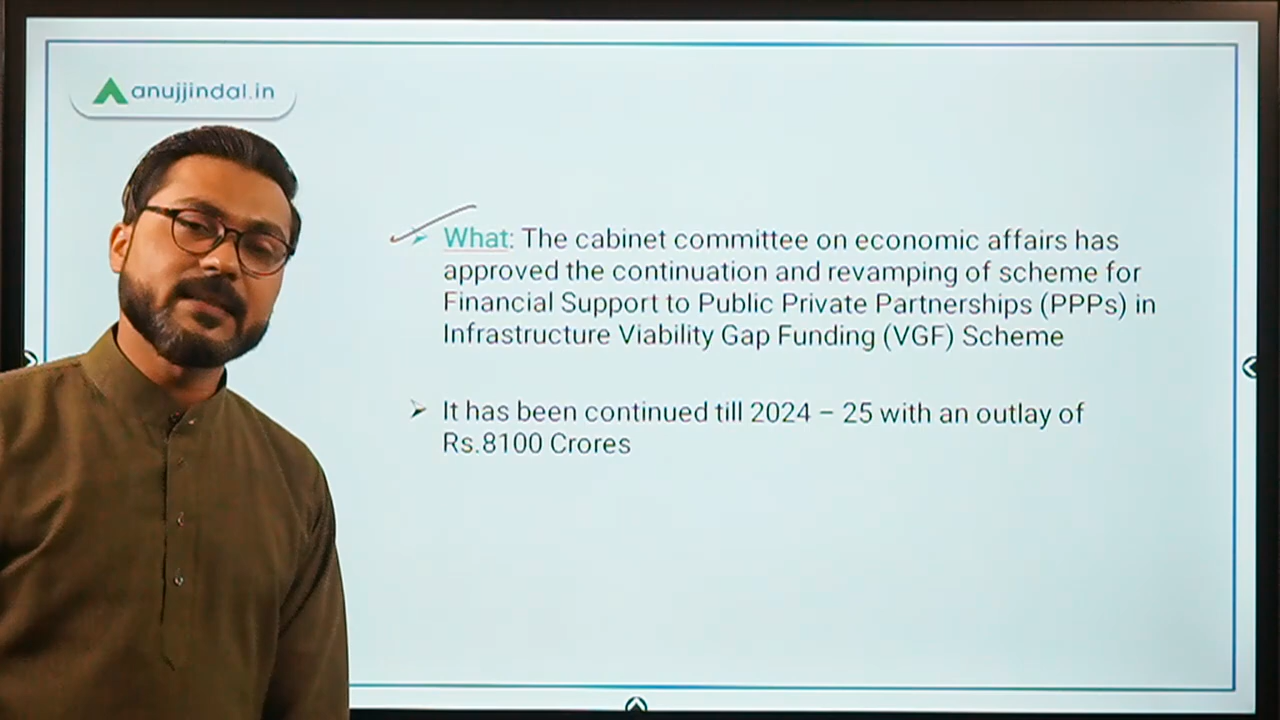 anujjindal.in
➤ What: The cabinet committee on economic affairs has
approved the continuation and revamping of scheme for
Financial Support to Public Private Partnerships (PPPs) in
Infrastructure Viability Gap Funding (VGF) Scheme
➤ It has been continued till 2024 – 25 with an outlay of
Rs.8100 Crores